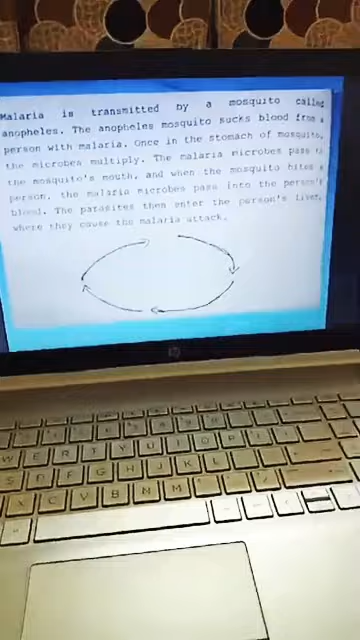 Malaria is transmitted by a mosquito called
anopheles. The anopheles mosquito sucks blood from a
person with malaria. Once in the stomach of mosquito,
the microbes multiply. The malaria microbes pass to
the mosquito's mouth, and when the mosquito bites a
person, the malaria microbes pass into the person's
blood. The parasites then enter the person's liver,
where they cause the malaria attack.
hp
W E R T Y U I O P
S D F G H J K L
X C V B N M